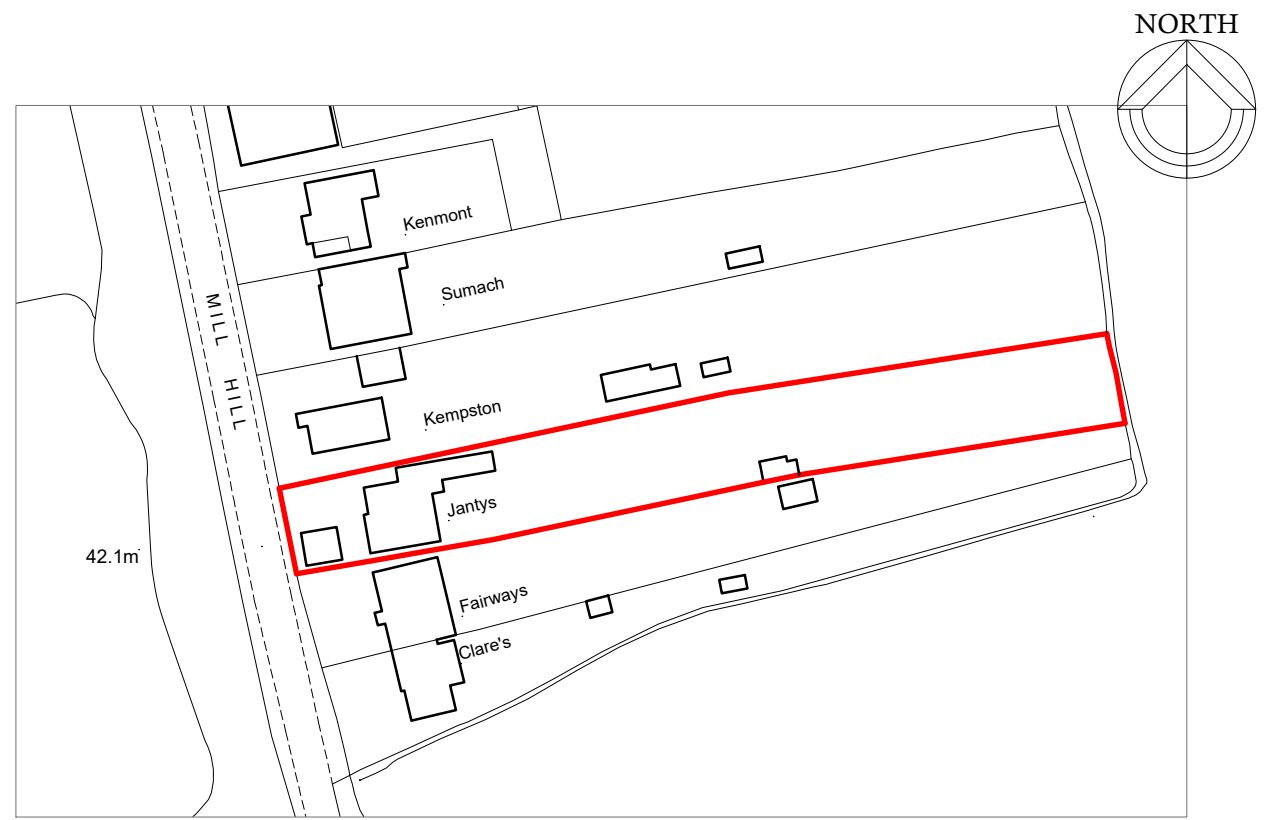 NORTH
Kenmont
Sumach
MILL HILL
Kempston
Jantys
42.1m
Fairways
Clare's